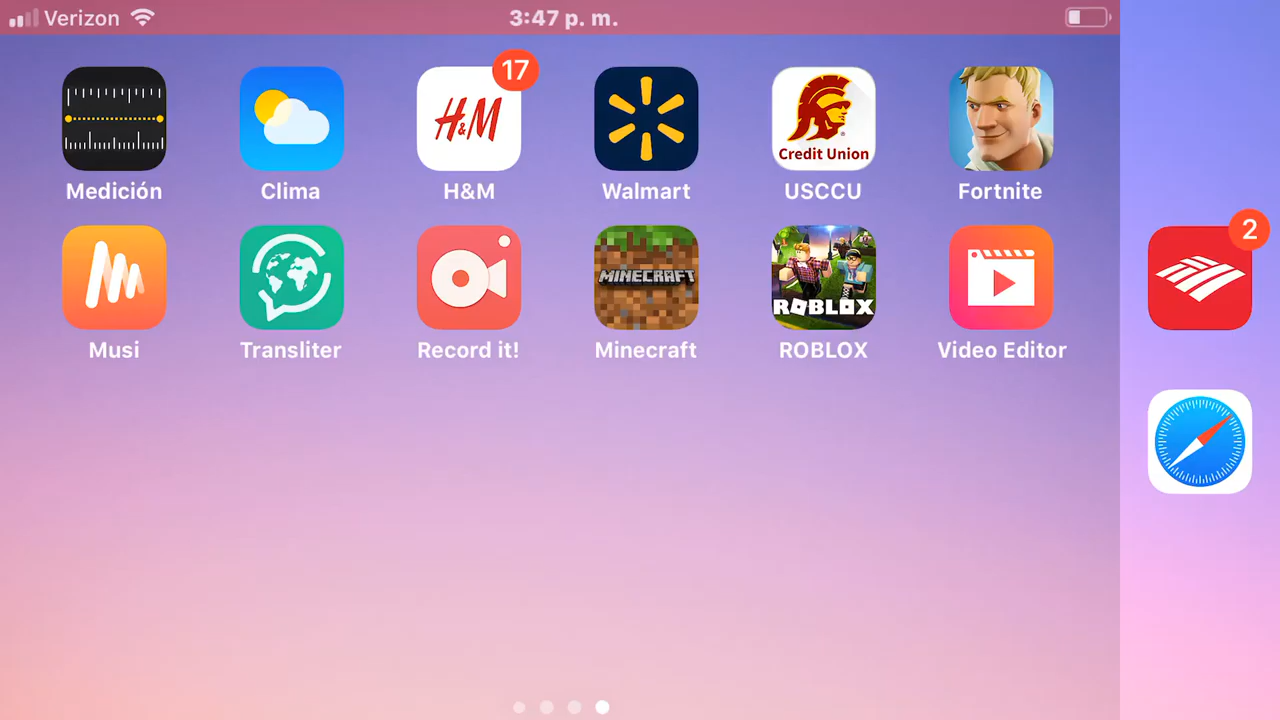 Verizon 3:47 p. m.
17
H&M
Credit Union
Medición Clima H&M Walmart USCCU Fortnite
2
MINECRAFT ROBLOX
Musi Transliter Record it! Minecraft ROBLOX Video Editor